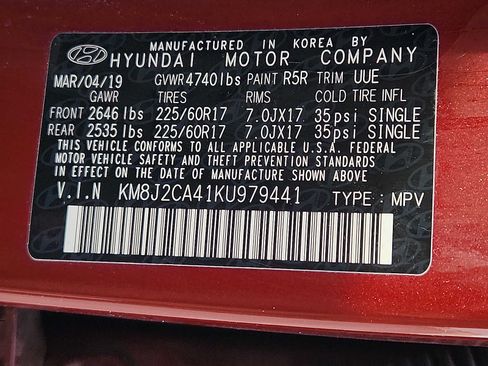 MANUFACTURED IN KOREA BY
HYUNDAI MOTOR COMPANY
MAR/04/19 GVWR4740lbs PAINT R5R TRIM UUE
GAWR TIRES RIMS COLD TIRE INFL
FRONT 2646 lbs 225/60R17 7.0JX17 35psi SINGLE
REAR 2535 lbs 225/60R17 7.0JX17 35psi SINGLE
THIS VEHICLE CONFORMS TO ALL APPLICABLE U.S.A. FEDERAL
MOTOR VEHICLE SAFETY AND THEFT PREVENTION STANDARDS
IN EFFECT ON THE DATE OF MANUFACTURE SHOWN ABOVE
V.I.N KM8J2CA41KU979441 TYPE: MPV